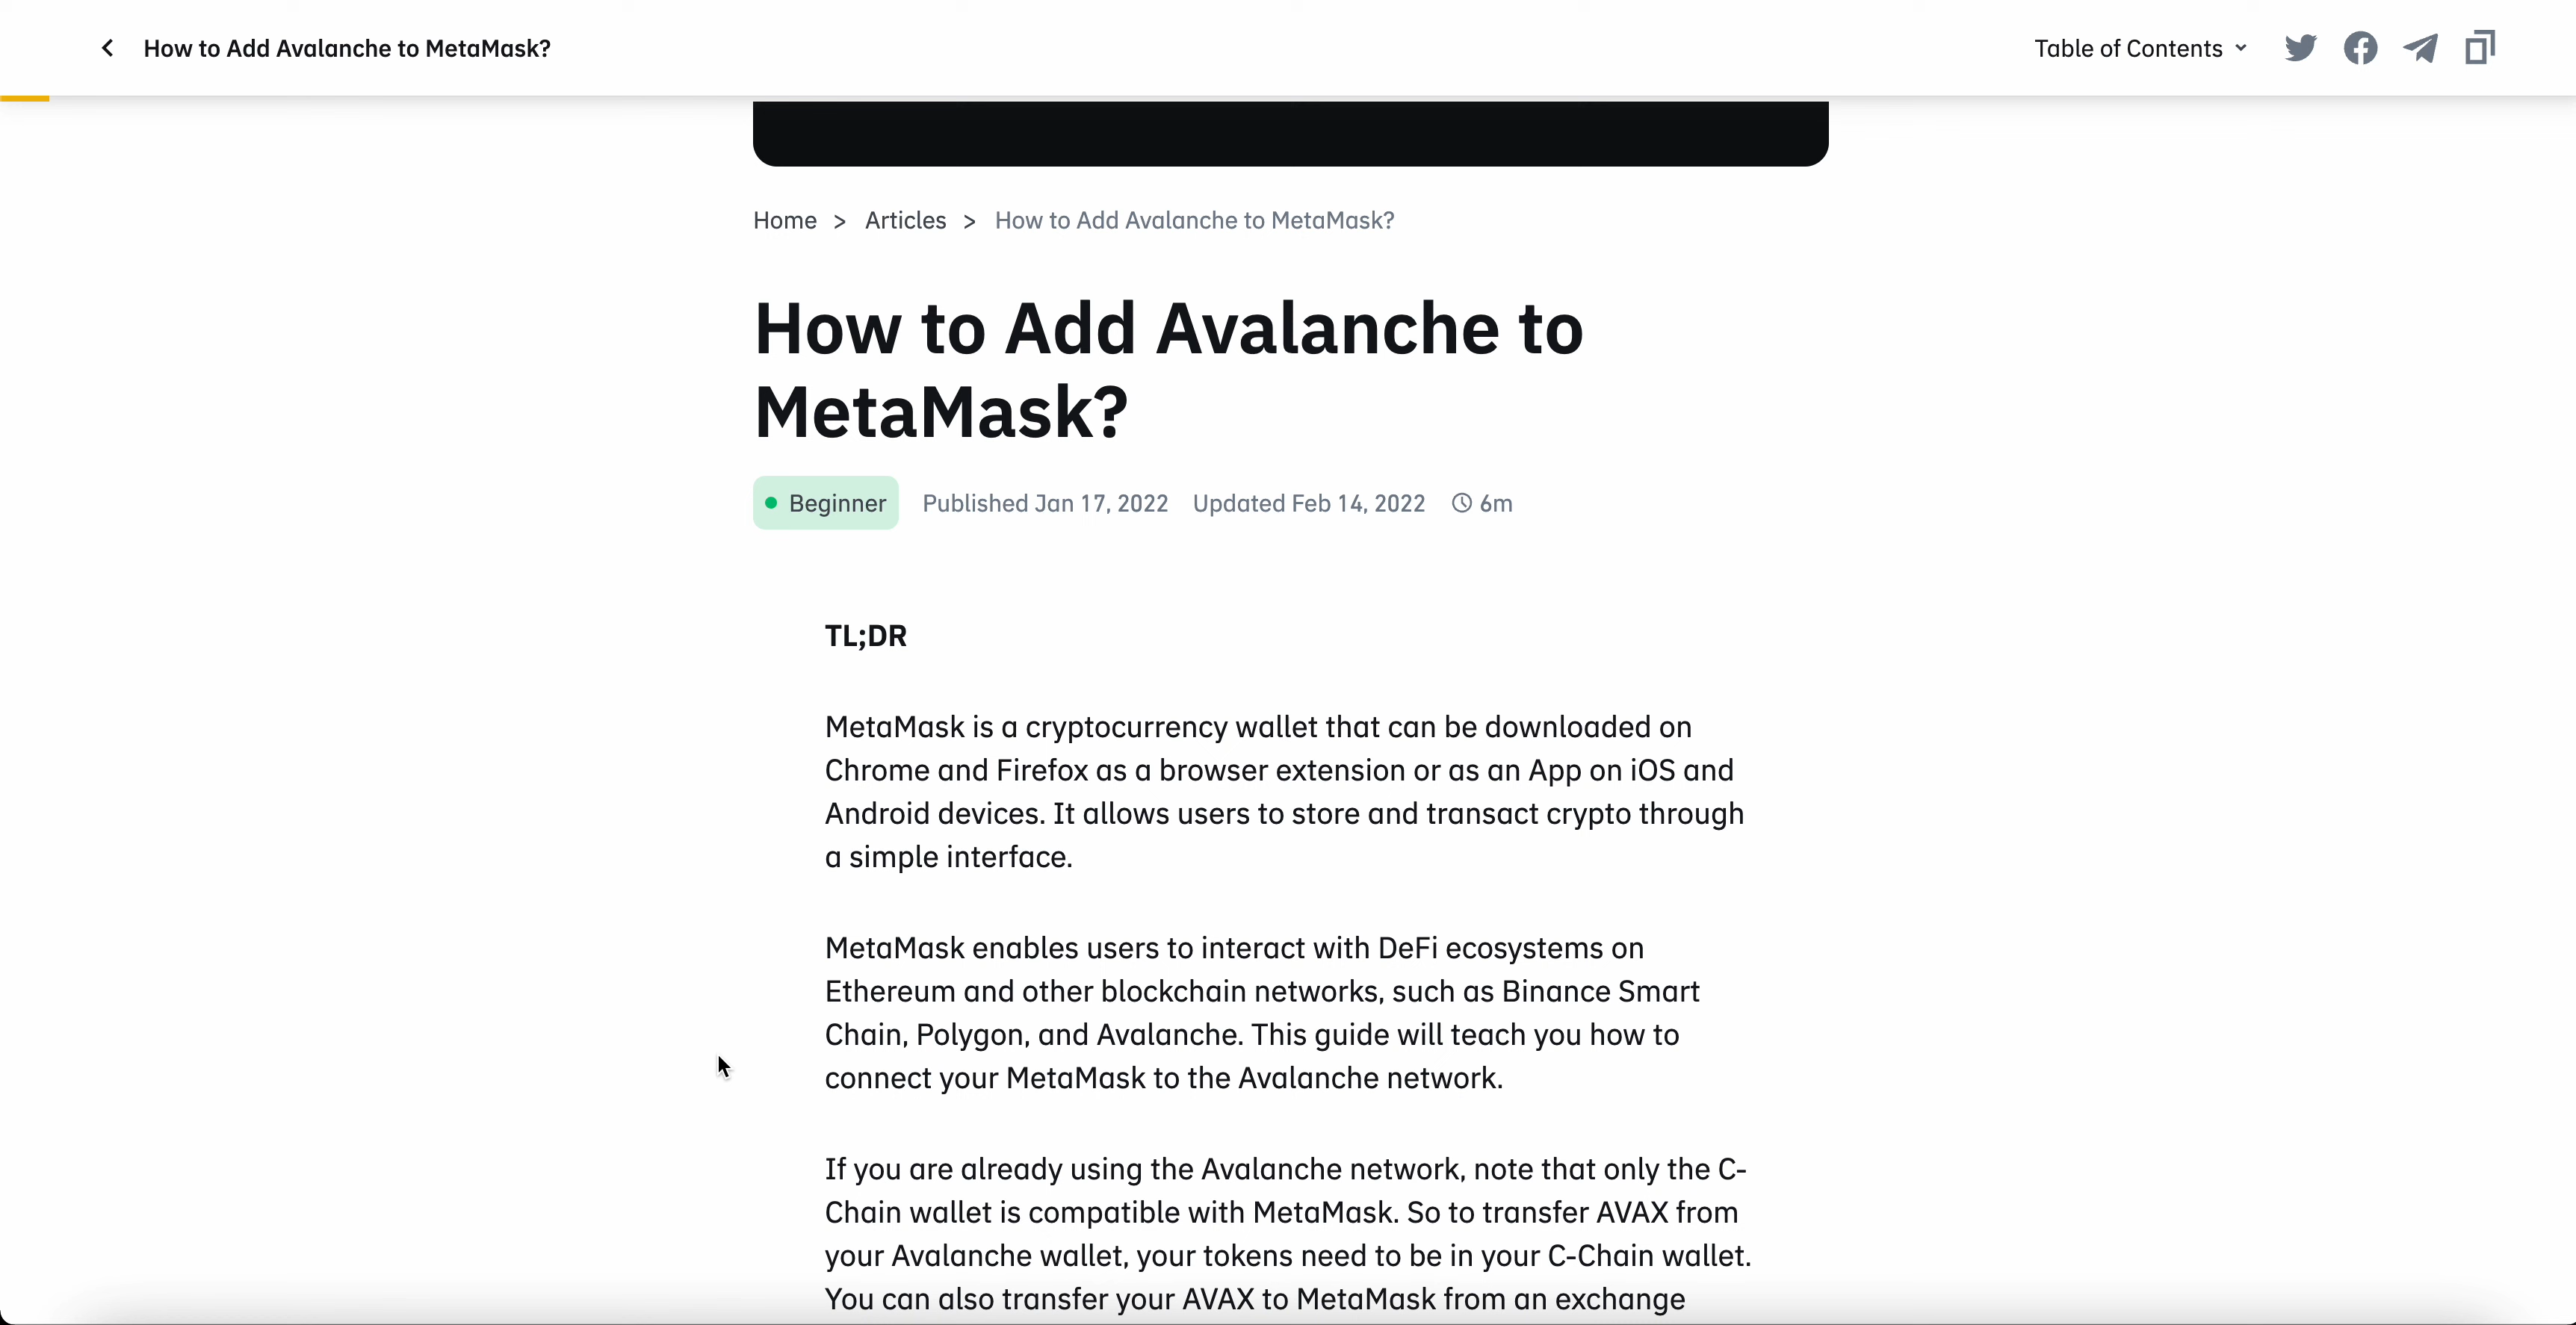 How to Add Avalanche to MetaMask?
Table of Contents
Home > Articles > How to Add Avalanche to MetaMask?
How to Add Avalanche to
MetaMask?
Beginner Published Jan 17, 2022 Updated Feb 14, 2022 6m
TL;DR
MetaMask is a cryptocurrency wallet that can be downloaded on
Chrome and Firefox as a browser extension or as an App on iOS and
Android devices. It allows users to store and transact crypto through
a simple interface.
MetaMask enables users to interact with DeFi ecosystems on
Ethereum and other blockchain networks, such as Binance Smart
Chain, Polygon, and Avalanche. This guide will teach you how to
connect your MetaMask to the Avalanche network.
If you are already using the Avalanche network, note that only the C-
Chain wallet is compatible with MetaMask. So to transfer AVAX from
your Avalanche wallet, your tokens need to be in your C-Chain wallet.
You can also transfer your AVAX to MetaMask from an exchange